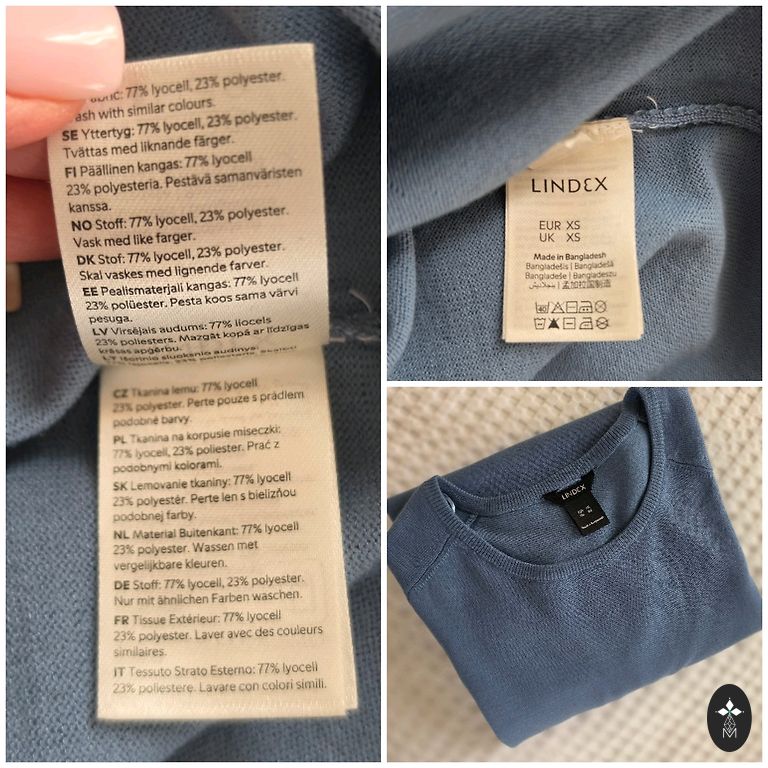 77% lyocell, 23% polyester.
with similar colours.
SE Yttertyg: 77% lyocell, 23% polyester.
Tvättas med liknande färger.
FI Päällinen kangas: 77% lyocell
23% polyesteria. Pestävä samanväristen
kanssa.
NO Stoff: 77% lyocell, 23% polyester.
Vask med like farger.
DK Stof: 77% lyocell, 23% polyester.
Skal vaskes med lignende farver.
EE Pealismaterjali kangas: 77% lyocell
23% polüester. Pesta koos sama värvi
pesuga.
LV Virsējais audums: 77% liocels
23% poliesters. Mazgāt kopā ar līdzīgas
krāsas apģērbu.
CZ Tkanina lemu: 77% lyocell
23% polyester. Perte pouze s prádlem
podobné barvy.
PL Tkanina na korpusie miseczki:
77% lyocell, 23% poliester. Prać z
podobnymi kolorami.
SK Lemovanie tkaniny: 77% lyocell
23% polyestér. Perte len s bielizňou
podobnej farby.
NL Material Buitenkant: 77% lyocell
23% polyester. Wassen met
vergelijkbare kleuren.
DE Stoff: 77% lyocell, 23% polyester.
Nur mit ähnlichen Farben waschen.
FR Tissue Extérieur: 77% lyocell
23% polyester. Laver avec des couleurs
similaires.
IT Tessuto Strato Esterno: 77% lyocell
23% poliestere. Lavare con colori simili.
LINDEX
EUR XS
UK XS
Made in Bangladesh
Bangladešis | Bangladešā
Bangladeše | Bangladeszu
孟加拉国制造
LINDEX
M